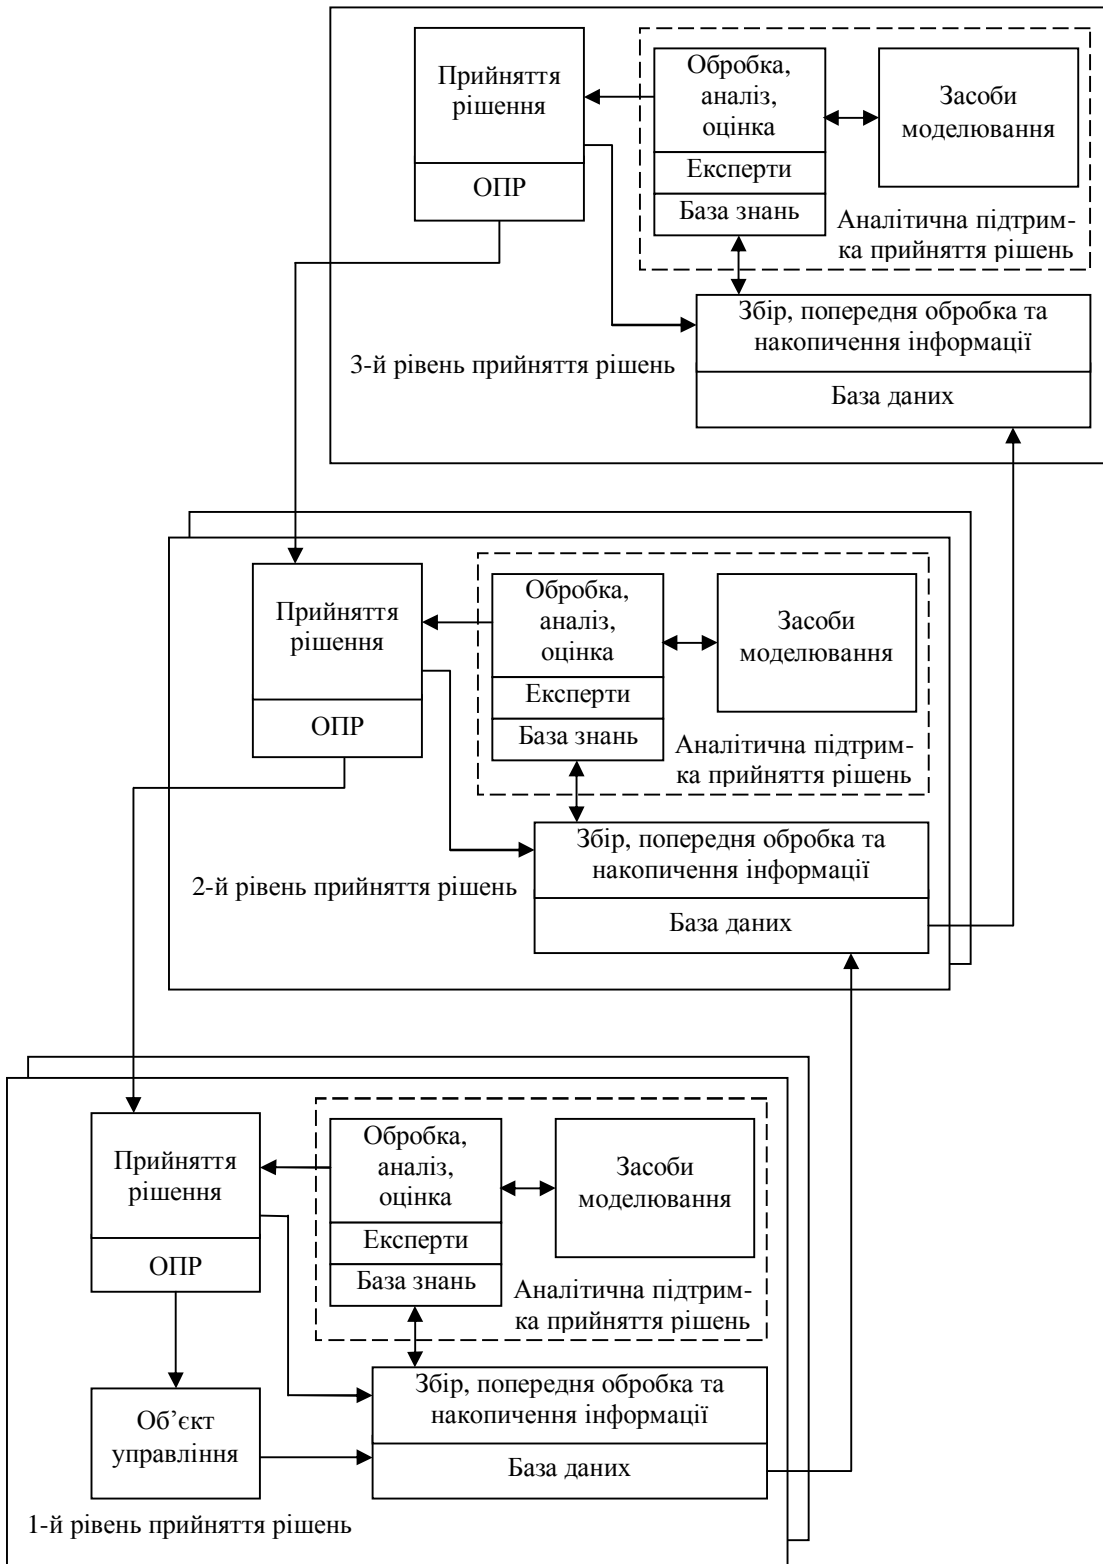 Прийняття
рішення
ОПР
Обробка,
аналіз,
оцінка
Експерти
База знань
Засоби
моделювання
Аналітична підтрим-
ка прийняття рішень
Збір, попередня обробка та
накопичення інформації
База даних
3-й рівень прийняття рішень
Прийняття
рішення
ОПР
Обробка,
аналіз,
оцінка
Експерти
База знань
Засоби
моделювання
Аналітична підтрим-
ка прийняття рішень
Збір, попередня обробка та
накопичення інформації
База даних
2-й рівень прийняття рішень
Прийняття
рішення
ОПР
Обробка,
аналіз,
оцінка
Експерти
База знань
Засоби
моделювання
Аналітична підтрим-
ка прийняття рішень
Збір, попередня обробка та
накопичення інформації
База даних
Об’єкт
управління
1-й рівень прийняття рішень